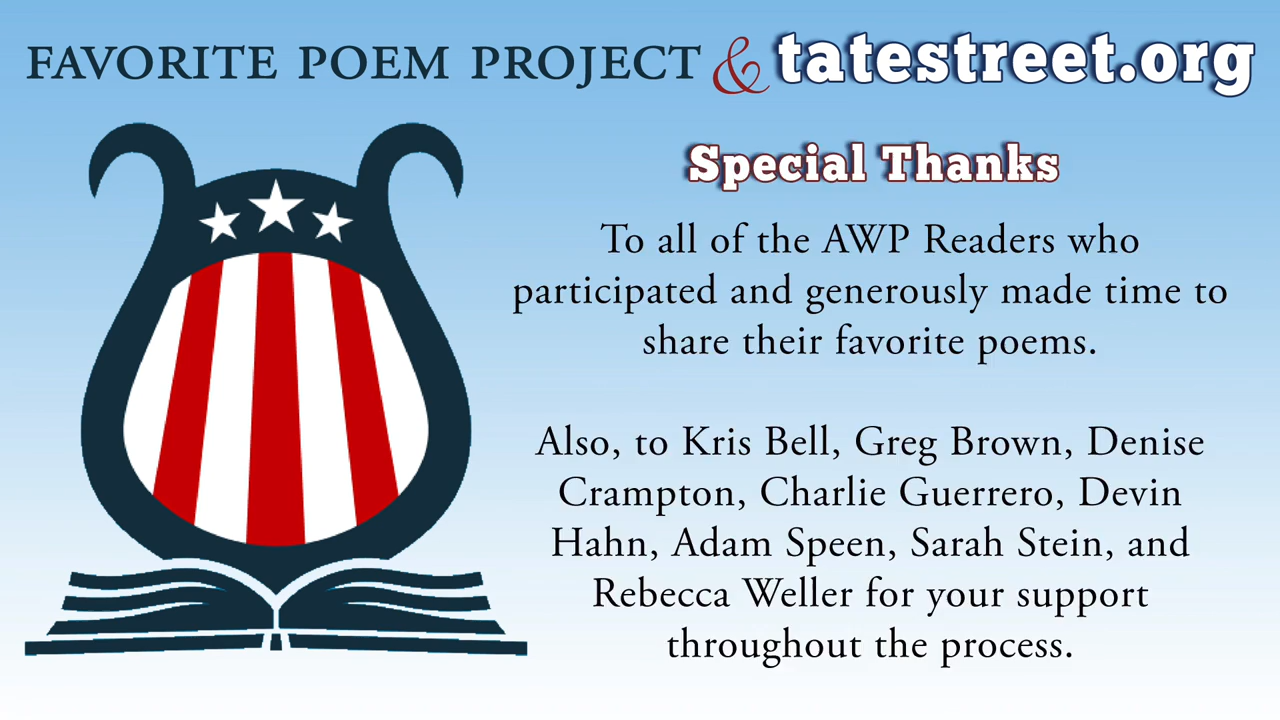 FAVORITE POEM PROJECT & tatestreet.org
Special Thanks
To all of the AWP Readers who
participated and generously made time to
share their favorite poems.
Also, to Kris Bell, Greg Brown, Denise
Crampton, Charlie Guerrero, Devin
Hahn, Adam Speen, Sarah Stein, and
Rebecca Weller for your support
throughout the process.